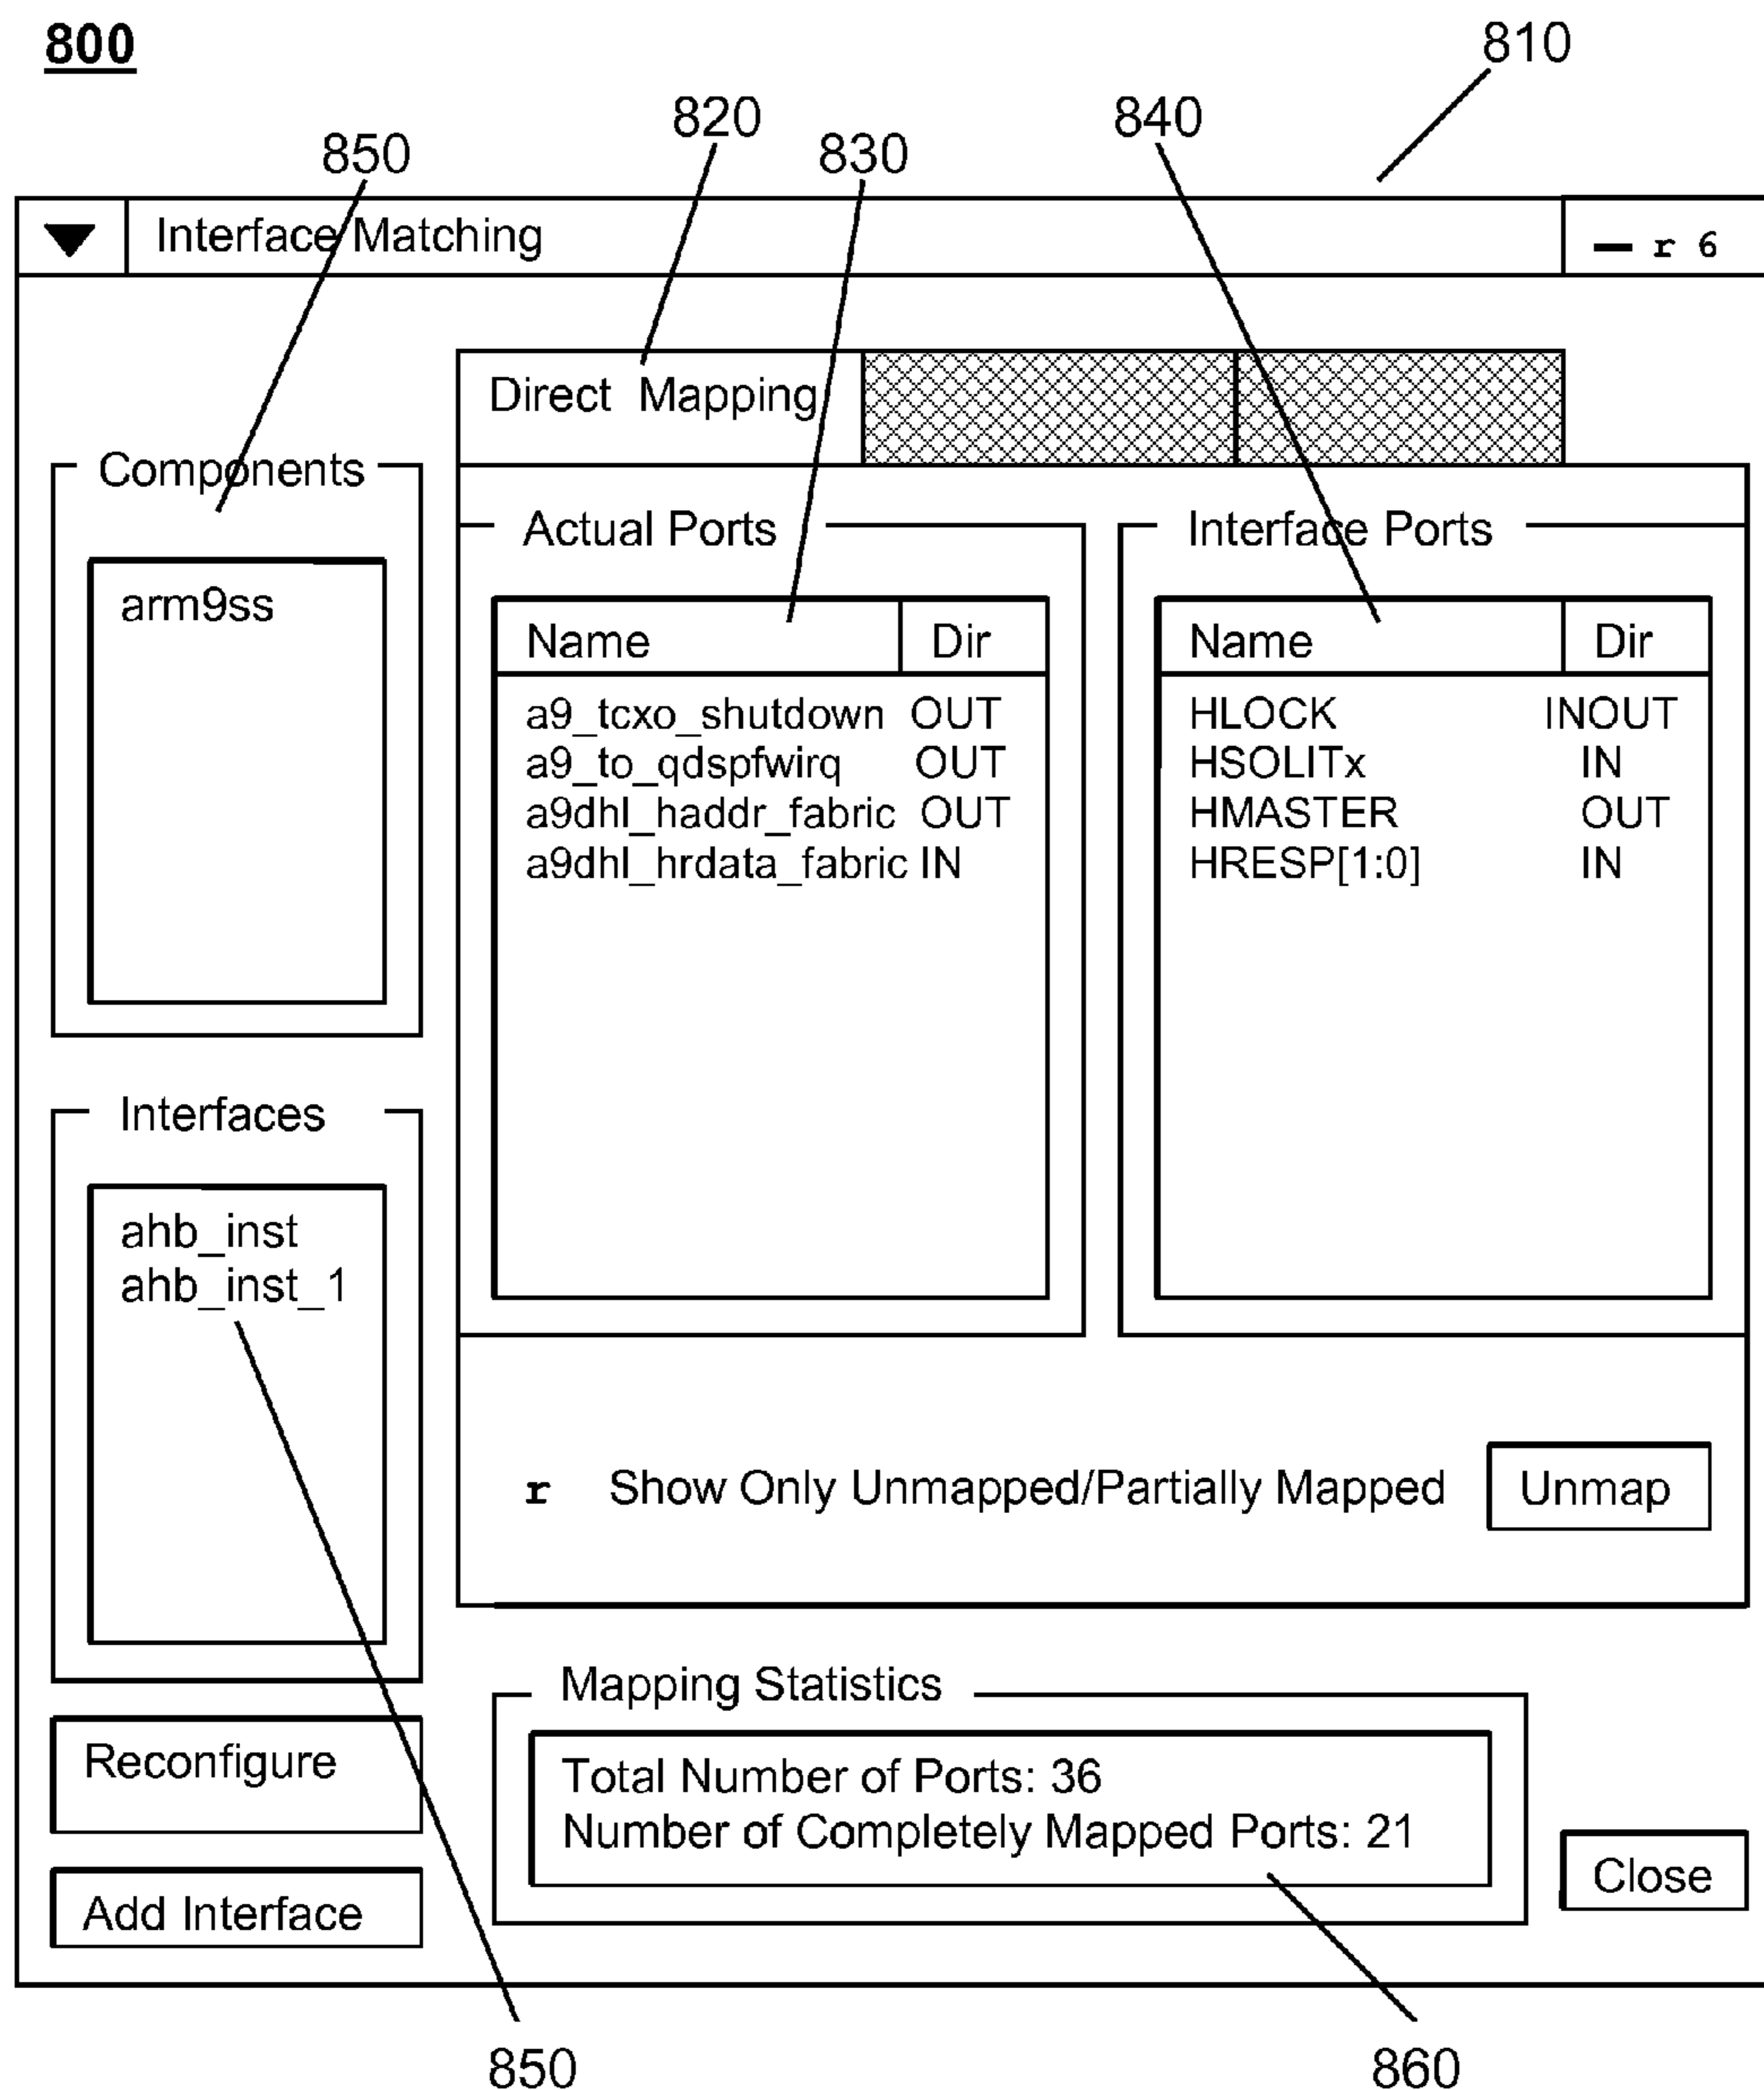 800
810
820
840
850
830
Interface Matching
r 6
Direct Mapping
Components
arm9ss
Actual Ports
Interface Ports
Name Dir
a9_tcxo_shutdown OUT
a9_to_qdspfwirq OUT
a9dhl_haddr_fabric OUT
a9dhl_hrdata_fabric IN
Name Dir
HLOCK INOUT
HSOLITx IN
HMASTER OUT
HRESP[1:0] IN
Interfaces
ahb_inst
ahb_inst_1
r Show Only Unmapped/Partially Mapped Unmap
Mapping Statistics
Total Number of Ports: 36
Number of Completely Mapped Ports: 21
Reconfigure
Add Interface
Close
850
860